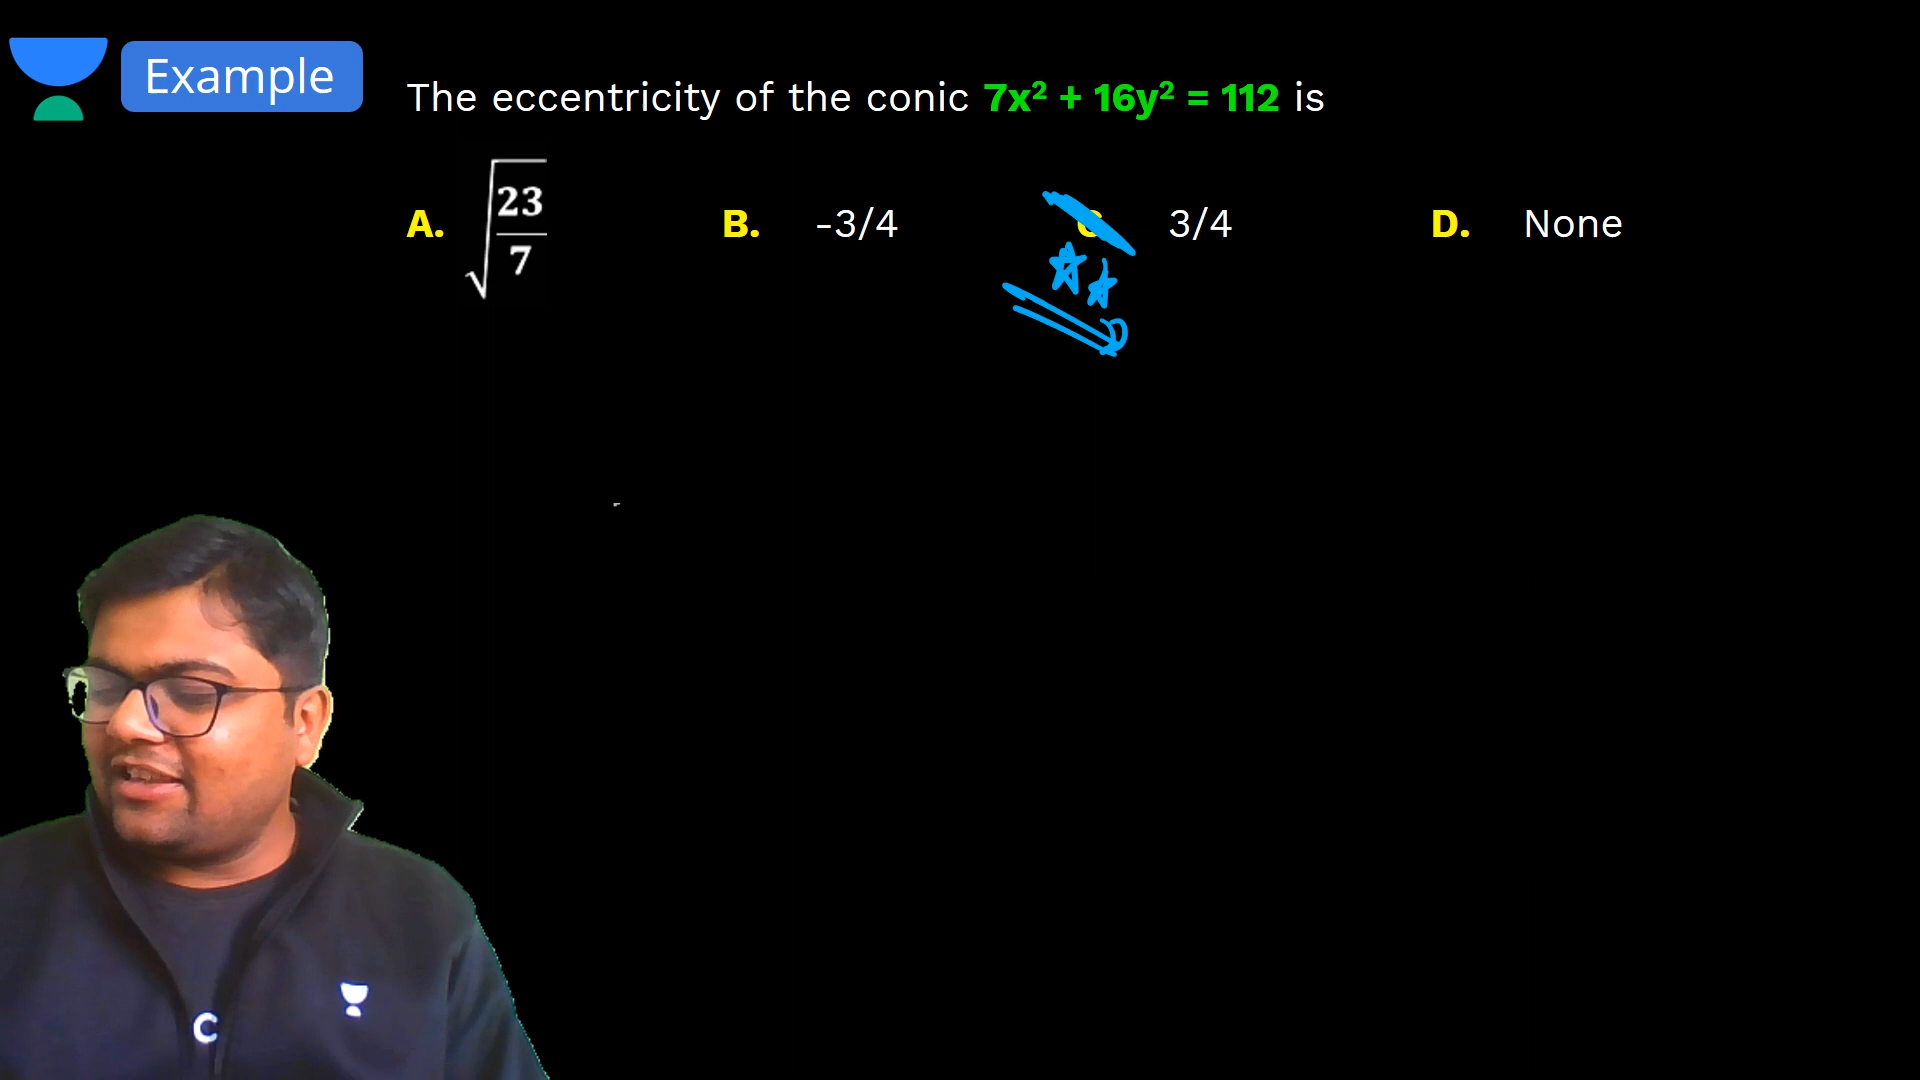 Example
The eccentricity of the conic 7x² + 16y² = 112 is
A. √(23/7) B. -3/4 C 3/4 D. None
C